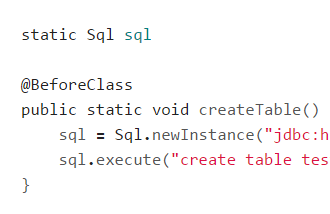 static Sql sql
@BeforeClass
public static void createTable()
sql = Sql.newInstance("jdbc:h
sql.execute("create table tes
}